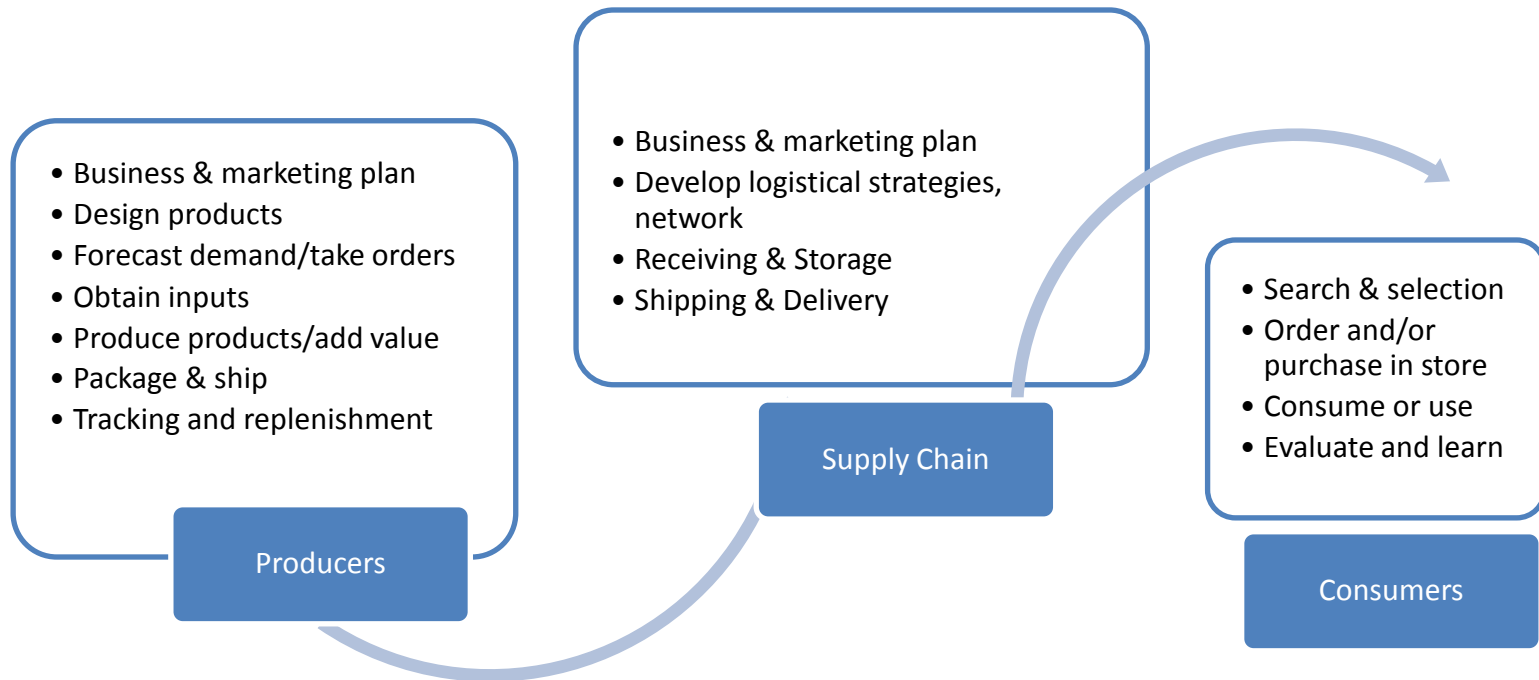 • Business & marketing plan
• Design products
• Forecast demand/take orders
• Obtain inputs
• Produce products/add value
• Package & ship
• Tracking and replenishment
Producers
• Business & marketing plan
• Develop logistical strategies,
network
• Receiving & Storage
• Shipping & Delivery
Supply Chain
• Search & selection
• Order and/or
purchase in store
• Consume or use
• Evaluate and learn
Consumers